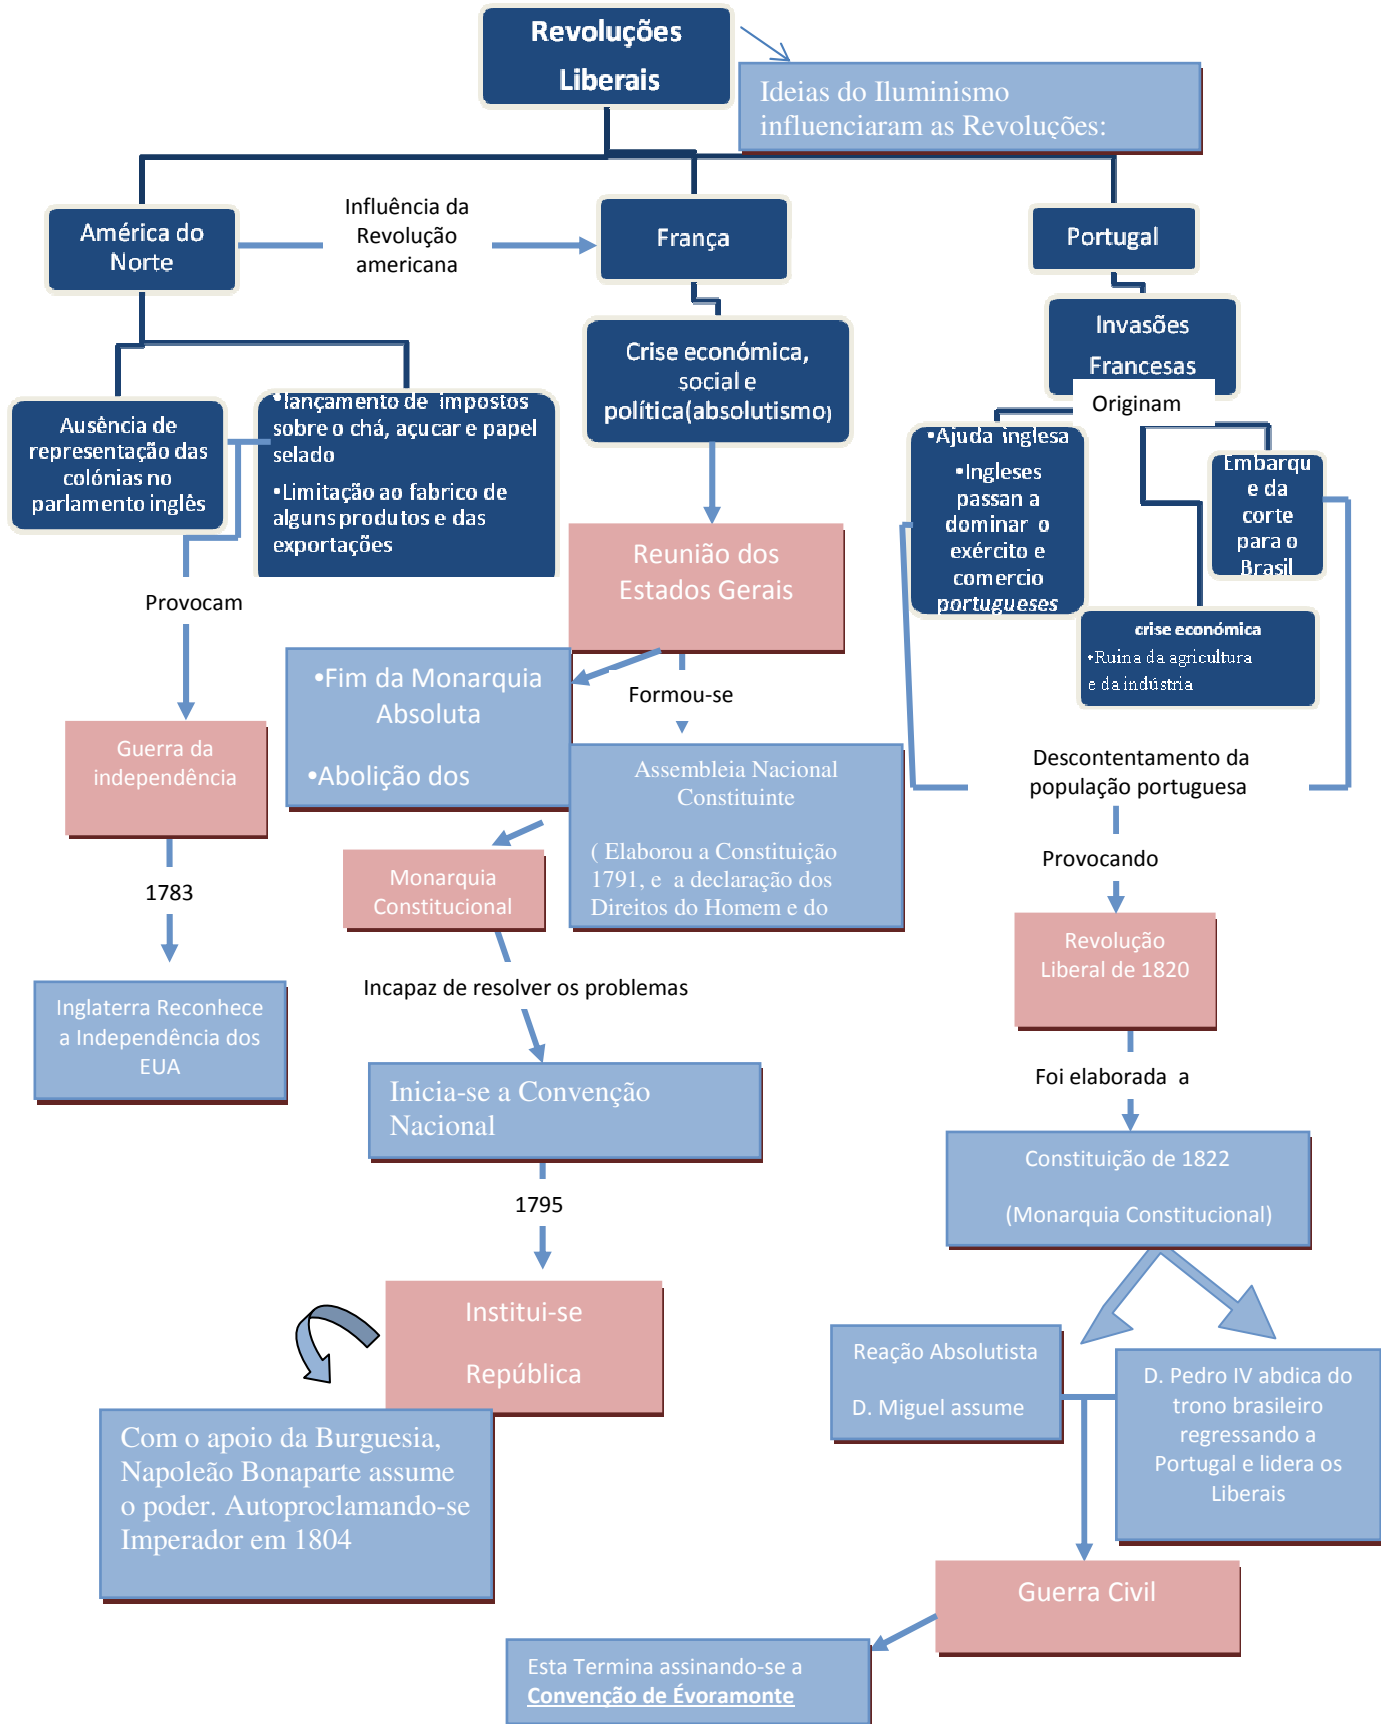 Revoluções
Liberais
Ideias do Iluminismo
influenciaram as Revoluções:
América do
Norte
Influência da
Revolução
americana
França
Portugal
Ausência de
representação das
colónias no
parlamento inglês
•lançamento de impostos
sobre o chá, açucar e papel
selado
•Limitação ao fabrico de
alguns produtos e das
exportações
Provocam
Guerra da
independência
1783
Inglaterra Reconhece
a Independência dos
EUA
Crise económica,
social e
política(absolutismo)
Reunião dos
Estados Gerais
•Fim da Monarquia
Absoluta
•Abolição dos
Formou-se
Assembleia Nacional
Constituinte
( Elaborou a Constituição
1791, e a declaração dos
Direitos do Homem e do
Monarquia
Constitucional
Incapaz de resolver os problemas
Inicia-se a Convenção
Nacional
1795
Institui-se
República
Com o apoio da Burguesia,
Napoleão Bonaparte assume
o poder. Autoproclamando-se
Imperador em 1804
Invasões
Francesas
Originam
•Ajuda inglesa
•Ingleses
passan a
dominar o
exército e
comercio
portugueses
Embarqu
e da
corte
para o
Brasil
crise económica
•Ruina da agricultura
e da indústria
Descontentamento da
população portuguesa
Provocando
Revolução
Liberal de 1820
Foi elaborada a
Constituição de 1822
(Monarquia Constitucional)
Reação Absolutista
D. Miguel assume
D. Pedro IV abdica do
trono brasileiro
regressando a
Portugal e lidera os
Liberais
Guerra Civil
Esta Termina assinando-se a
Convenção de Évoramonte